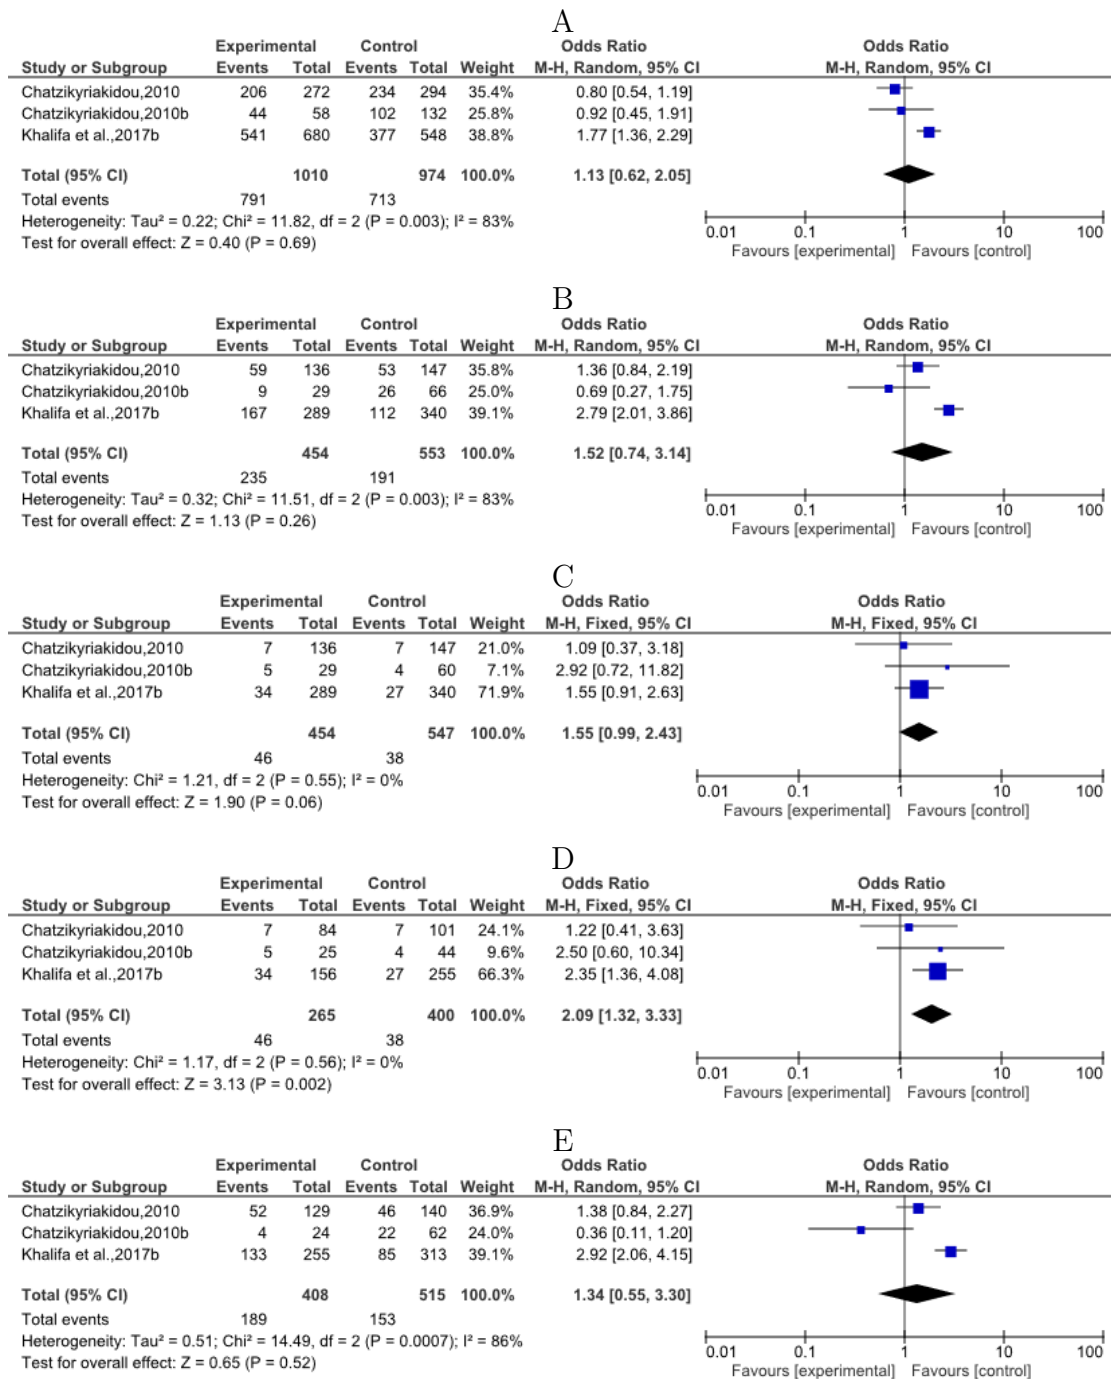 A
Experimental Control Odds Ratio Odds Ratio
Study or Subgroup Events Total Events Total Weight M-H, Random, 95% CI M-H, Random, 95% CI
Chatzikyriakidou,2010 206 272 234 294 35.4% 0.80 [0.54, 1.19]
Chatzikyriakidou,2010b 44 58 102 132 25.8% 0.92 [0.45, 1.91]
Khalifa et al.,2017b 541 680 377 548 38.8% 1.77 [1.36, 2.29]
Total (95% CI) 1010 974 100.0% 1.13 [0.62, 2.05]
Total events 791 713
Heterogeneity: Tau² = 0.22; Chi² = 11.82, df = 2 (P = 0.003); I² = 83%
Test for overall effect: Z = 0.40 (P = 0.69)
0.01 0.1 1 10 100
Favours [experimental] Favours [control]
B
Experimental Control Odds Ratio Odds Ratio
Study or Subgroup Events Total Events Total Weight M-H, Random, 95% CI M-H, Random, 95% CI
Chatzikyriakidou,2010 59 136 53 147 35.8% 1.36 [0.84, 2.19]
Chatzikyriakidou,2010b 9 29 26 66 25.0% 0.69 [0.27, 1.75]
Khalifa et al.,2017b 167 289 112 340 39.1% 2.79 [2.01, 3.86]
Total (95% CI) 454 553 100.0% 1.52 [0.74, 3.14]
Total events 235 191
Heterogeneity: Tau² = 0.32; Chi² = 11.51, df = 2 (P = 0.003); I² = 83%
Test for overall effect: Z = 1.13 (P = 0.26)
0.01 0.1 1 10 100
Favours [experimental] Favours [control]
C
Experimental Control Odds Ratio Odds Ratio
Study or Subgroup Events Total Events Total Weight M-H, Fixed, 95% CI M-H, Fixed, 95% CI
Chatzikyriakidou,2010 7 136 7 147 21.0% 1.09 [0.37, 3.18]
Chatzikyriakidou,2010b 5 29 4 60 7.1% 2.92 [0.72, 11.82]
Khalifa et al.,2017b 34 289 27 340 71.9% 1.55 [0.91, 2.63]
Total (95% CI) 454 547 100.0% 1.55 [0.99, 2.43]
Total events 46 38
Heterogeneity: Chi² = 1.21, df = 2 (P = 0.55); I² = 0%
Test for overall effect: Z = 1.90 (P = 0.06)
0.01 0.1 1 10 100
Favours [experimental] Favours [control]
D
Experimental Control Odds Ratio Odds Ratio
Study or Subgroup Events Total Events Total Weight M-H, Fixed, 95% CI M-H, Fixed, 95% CI
Chatzikyriakidou,2010 7 84 7 101 24.1% 1.22 [0.41, 3.63]
Chatzikyriakidou,2010b 5 25 4 44 9.6% 2.50 [0.60, 10.34]
Khalifa et al.,2017b 34 156 27 255 66.3% 2.35 [1.36, 4.08]
Total (95% CI) 265 400 100.0% 2.09 [1.32, 3.33]
Total events 46 38
Heterogeneity: Chi² = 1.17, df = 2 (P = 0.56); I² = 0%
Test for overall effect: Z = 3.13 (P = 0.002)
0.01 0.1 1 10 100
Favours [experimental] Favours [control]
E
Experimental Control Odds Ratio Odds Ratio
Study or Subgroup Events Total Events Total Weight M-H, Random, 95% CI M-H, Random, 95% CI
Chatzikyriakidou,2010 52 129 46 140 36.9% 1.38 [0.84, 2.27]
Chatzikyriakidou,2010b 4 24 22 62 24.0% 0.36 [0.11, 1.20]
Khalifa et al.,2017b 133 255 85 313 39.1% 2.92 [2.06, 4.15]
Total (95% CI) 408 515 100.0% 1.34 [0.55, 3.30]
Total events 189 153
Heterogeneity: Tau² = 0.51; Chi² = 14.49, df = 2 (P = 0.0007); I² = 86%
Test for overall effect: Z = 0.65 (P = 0.52)
0.01 0.1 1 10 100
Favours [experimental] Favours [control]